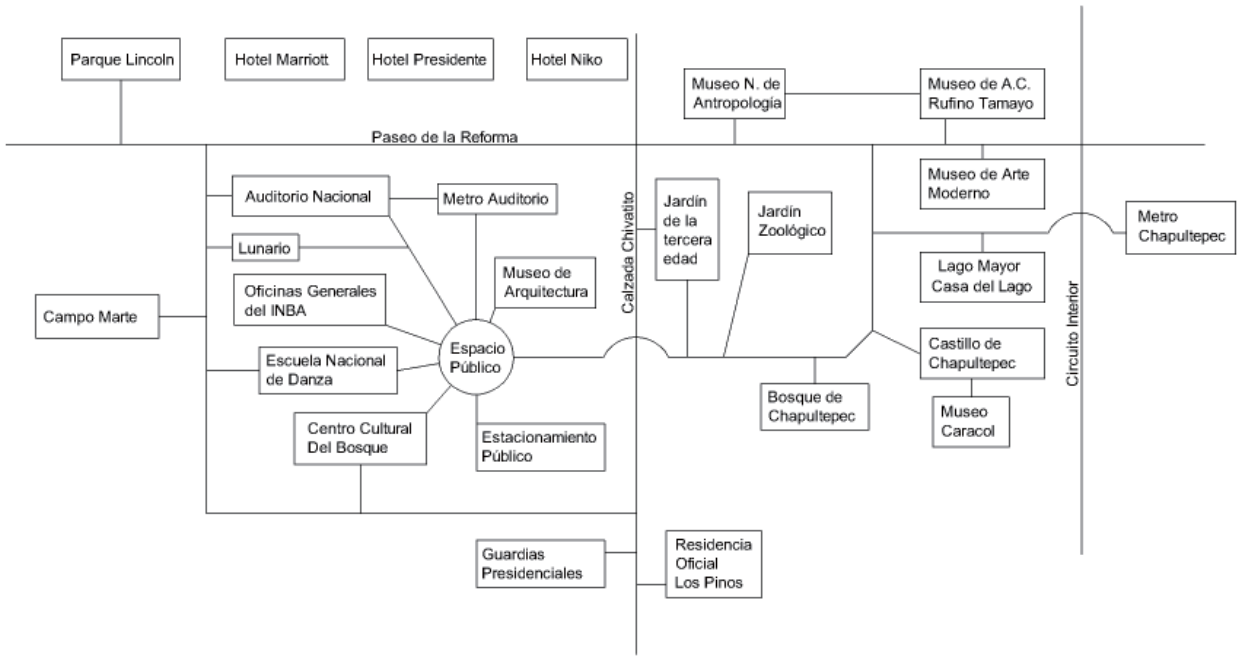 Parque Lincoln
Hotel Marriott
Hotel Presidente
Hotel Niko
Museo N. de
Antropología
Museo de A.C.
Rufino Tamayo
Paseo de la Reforma
Museo de Arte
Moderno
Auditorio Nacional
Metro Auditorio
Calzada Chivatito
Jardín
de la
tercera
edad
Jardín
Zoológico
Metro
Chapultepec
Lunario
Museo de
Arquitectura
Lago Mayor
Casa del Lago
Oficinas Generales
del INBA
Campo Marte
Circuito Interior
Espacio
Público
Escuela Nacional
de Danza
Castillo de
Chapultepec
Bosque de
Chapultepec
Museo
Caracol
Centro Cultural
Del Bosque
Estacionamiento
Público
Guardias
Presidenciales
Residencia
Oficial
Los Pinos